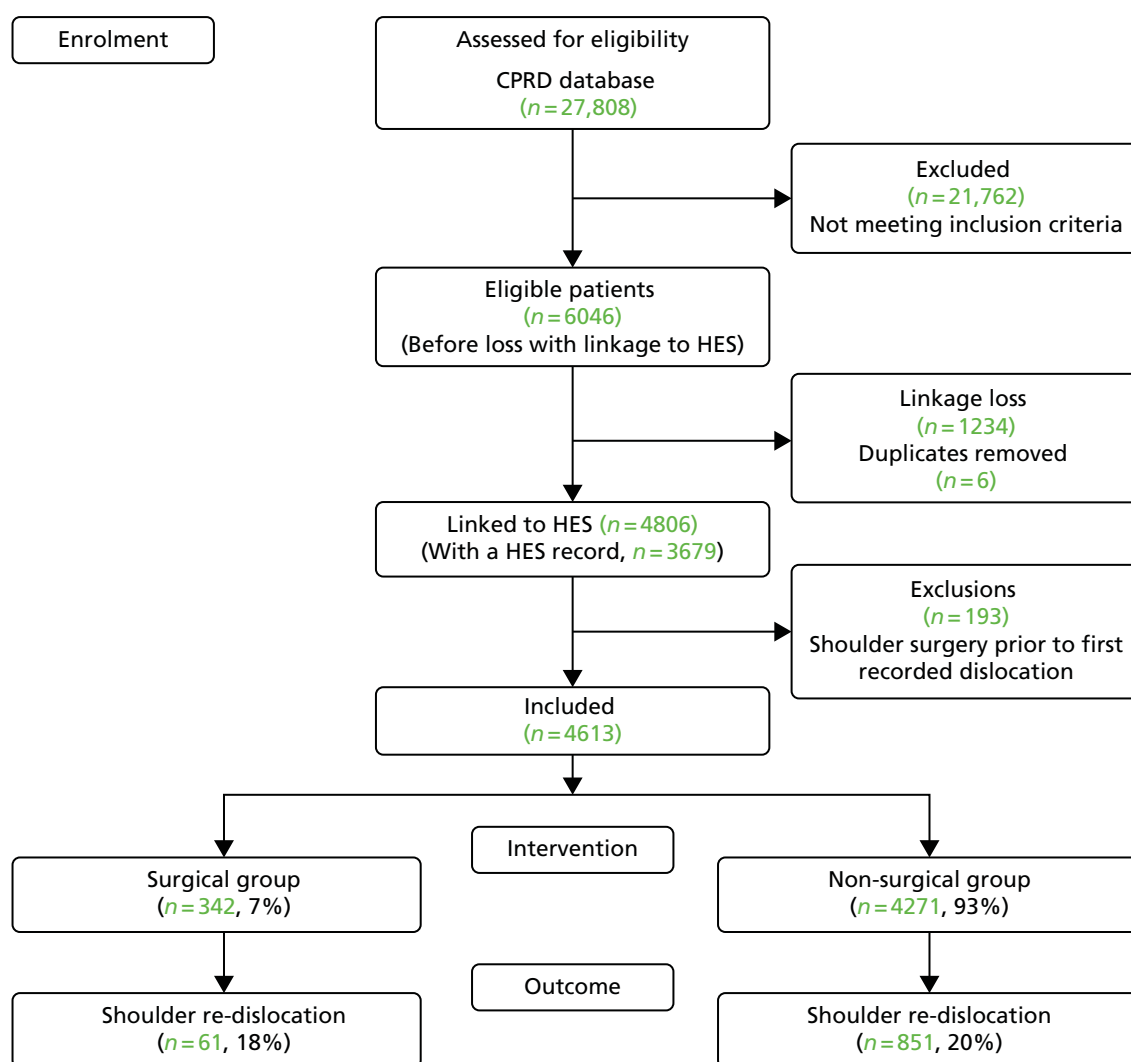 Enrolment
Assessed for eligibility
CPRD database
(n=27,808)
Excluded
(n=21,762)
Not meeting inclusion criteria
Eligible patients
(n=6046)
(Before loss with linkage to HES)
Linkage loss
(n=1234)
Duplicates removed
(n=6)
Linked to HES (n=4806)
(With a HES record, n=3679)
Exclusions
(n=193)
Shoulder surgery prior to first
recorded dislocation
Included
(n=4613)
Intervention
Surgical group
(n=342, 7%)
Non-surgical group
(n=4271, 93%)
Outcome
Shoulder re-dislocation
(n=61, 18%)
Shoulder re-dislocation
(n=851, 20%)